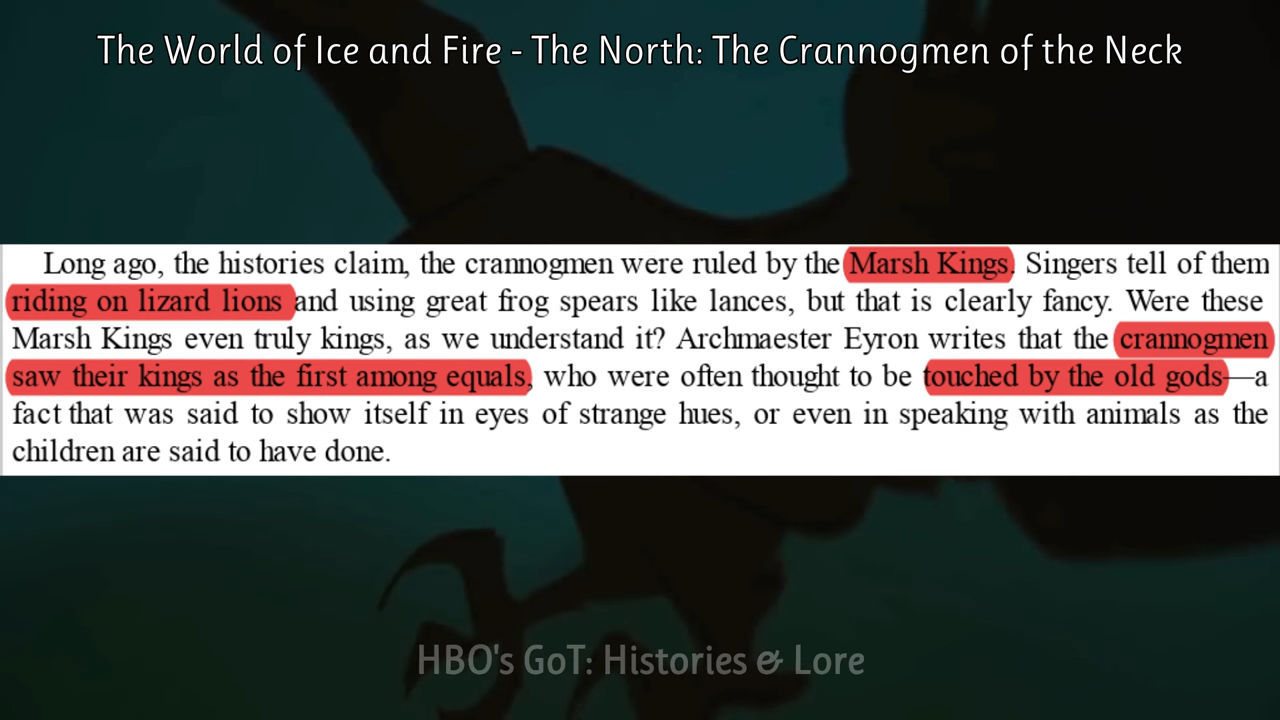 The World of Ice and Fire - The North: The Crannogmen of the Neck
Long ago, the histories claim, the crannogmen were ruled by the Marsh Kings. Singers tell of them
riding on lizard lions and using great frog spears like lances, but that is clearly fancy. Were these
Marsh Kings even truly kings, as we understand it? Archmaester Eyron writes that the crannogmen
saw their kings as the first among equals, who were often thought to be touched by the old gods—a
fact that was said to show itself in eyes of strange hues, or even in speaking with animals as the
children are said to have done.
HBO's GoT: Histories & Lore